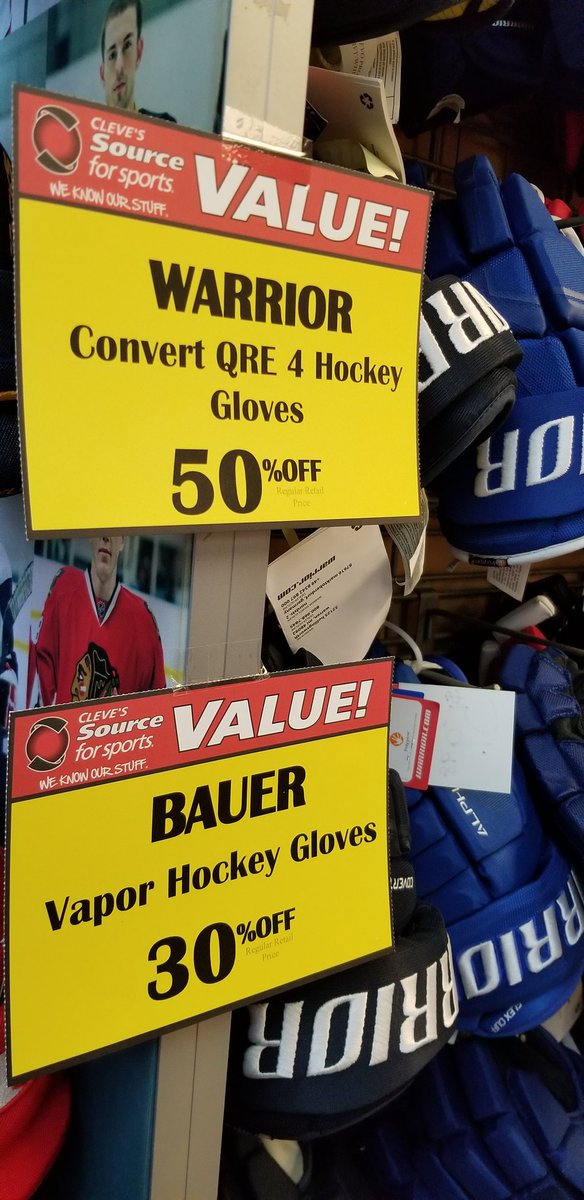 CLEVE'S
Source
for sports.
WE KNOW OUR STUFF.
VALUE!
WARRIOR
Convert QRE 4 Hockey
Gloves
50%OFF
Regular Retail
Price
CLEVE'S
Source
for sports.
WE KNOW OUR STUFF.
VALUE!
BAUER
Vapor Hockey Gloves
30%OFF
Regular Retail
Price
warrior.com
WARRIOR.COM